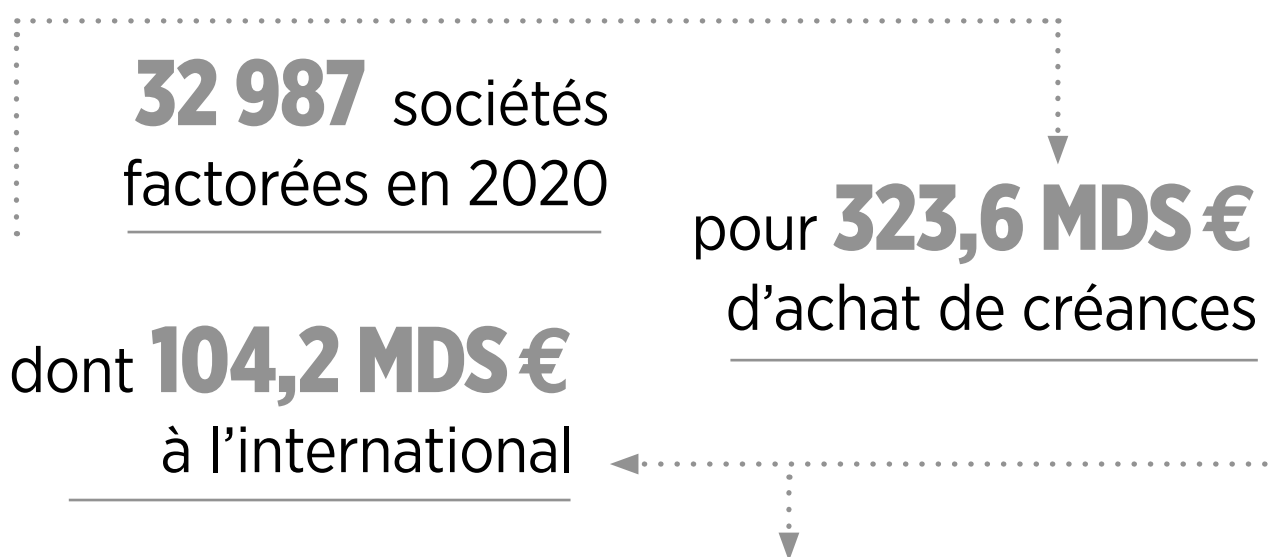 32 987 sociétés
factorées en 2020
pour 323,6 MDS €
d’achat de créances
dont 104,2 MDS €
à l’international